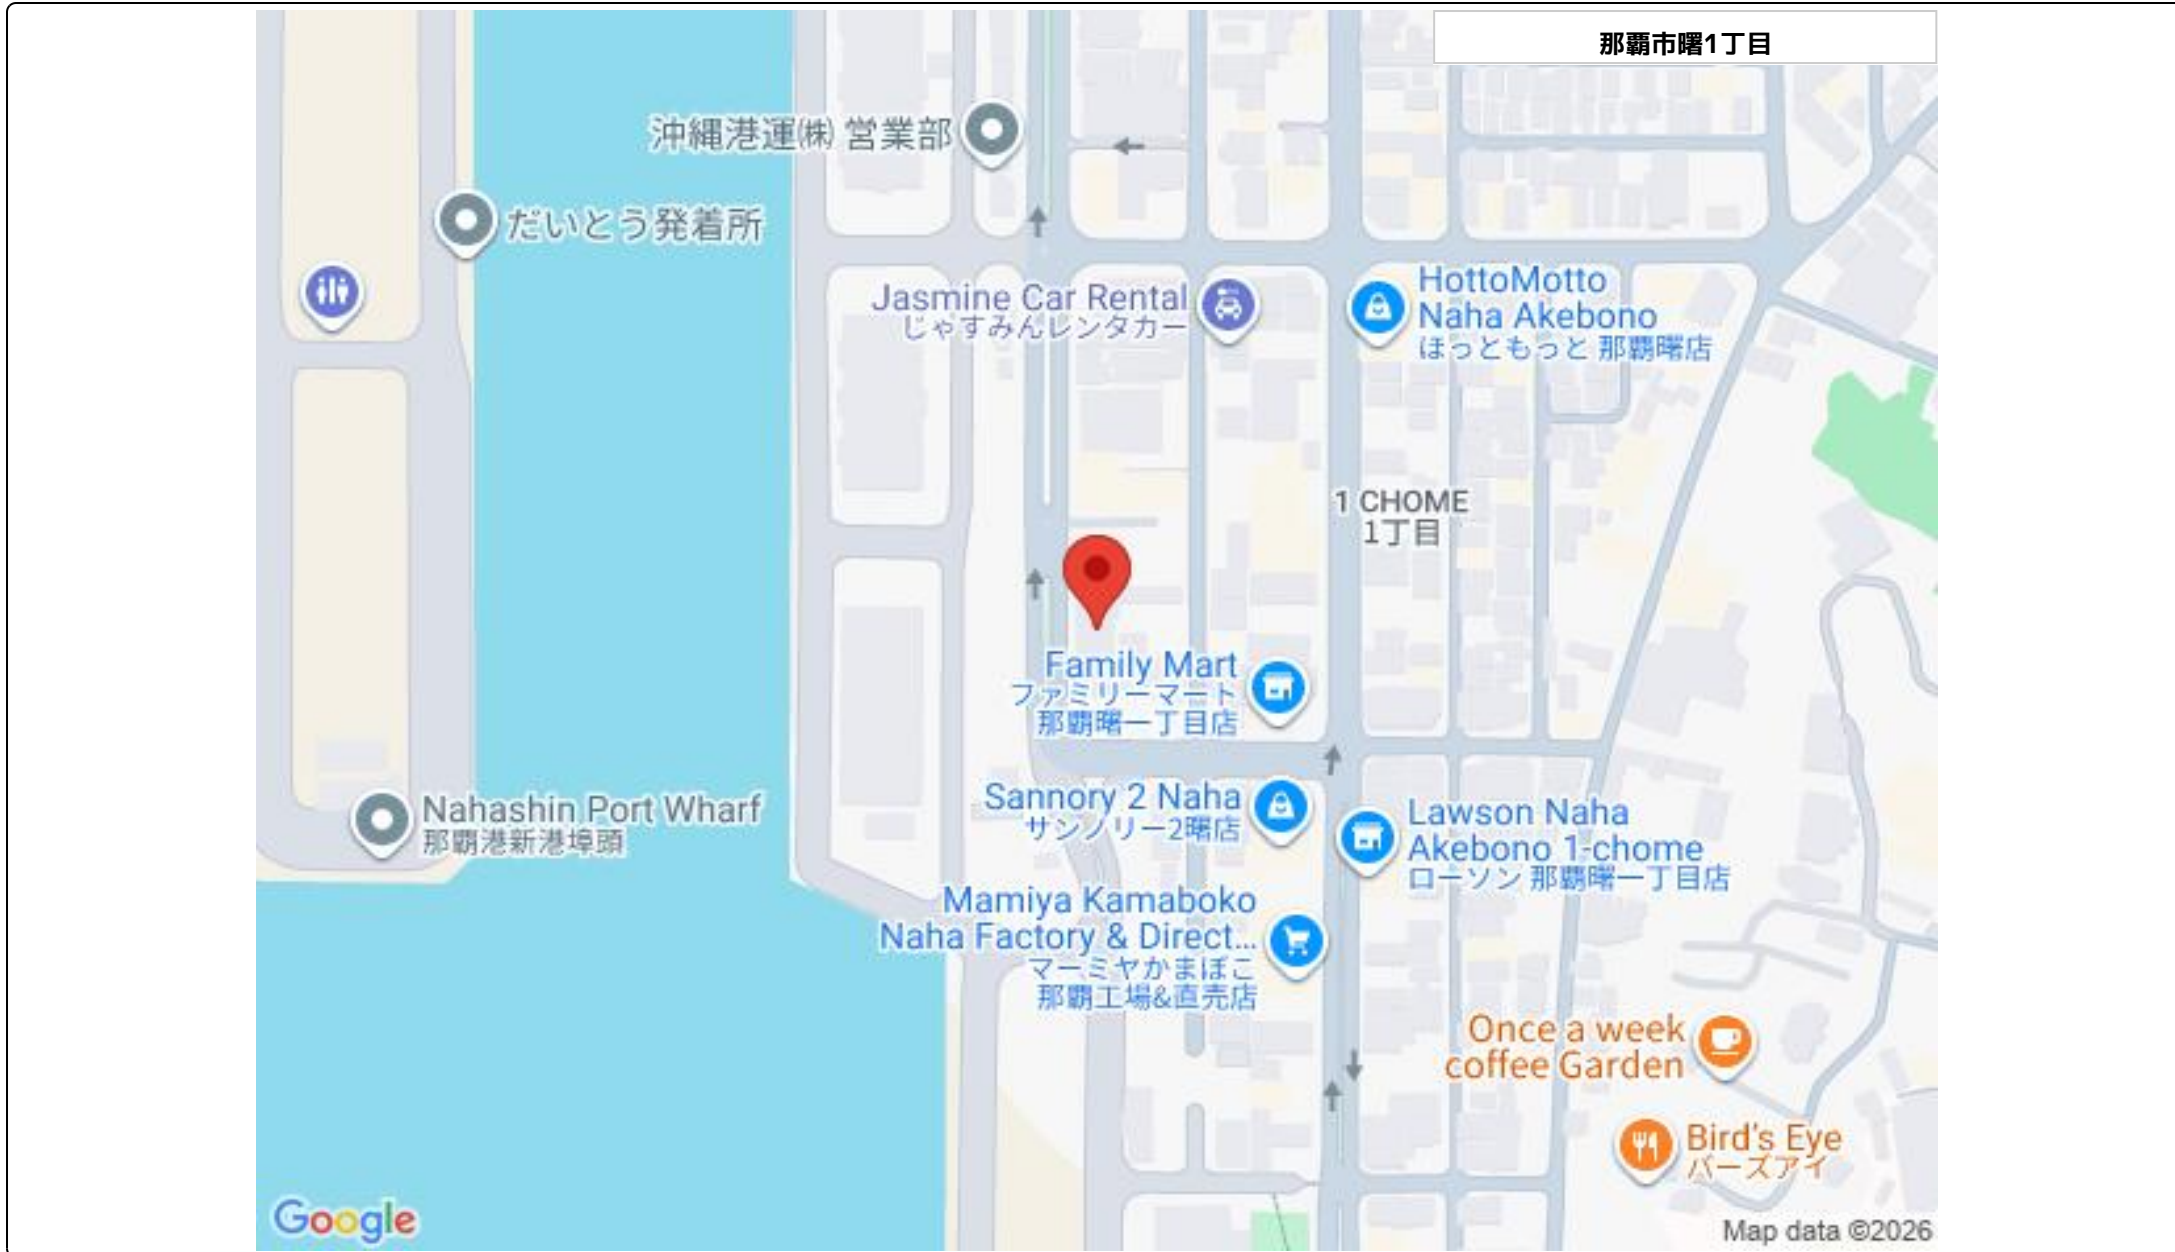 那覇市曙1丁目
沖縄港運㈱ 営業部
だいとう発着所
Jasmine Car Rental
じゃすみんレンタカー
HottoMotto
Naha Akebono
ほっともっと 那覇曙店
1 CHOME
1丁目
Family Mart
ファミリーマート
那覇曙一丁目店
Sannory 2 Naha
サンノリー2曙店
Nahashin Port Wharf
那覇港新港埠頭
Lawson Naha
Akebono 1-chome
ローソン 那覇曙一丁目店
Mamiya Kamaboko
Naha Factory & Direct...
マーミヤかまぼこ
那覇工場&直売店
Once a week
coffee Garden
Bird's Eye
バーズアイ
Google
Map data ©2026